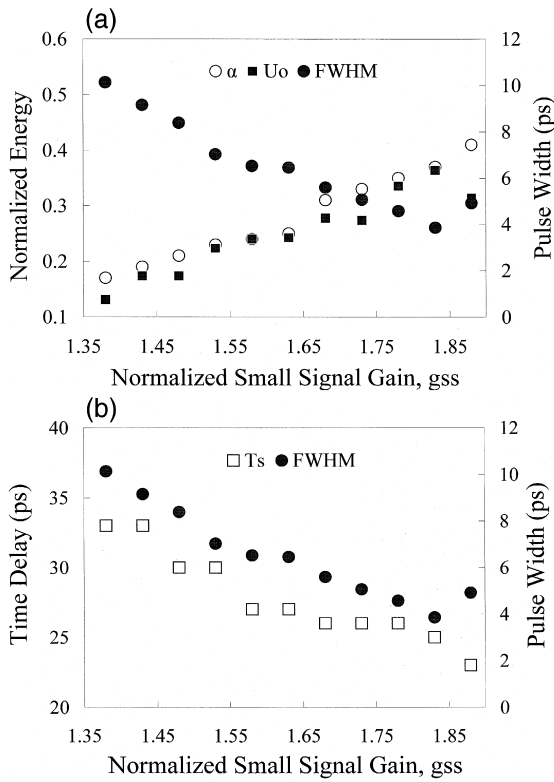 (a)
0.6
0.5
0.4
0.3
0.2
0.1
Normalized Energy
α Uo FWHM
12
10
8
6
4
2
0
Pulse Width (ps)
1.35 1.45 1.55 1.65 1.75 1.85
Normalized Small Signal Gain, gss
(b)
40
35
30
25
20
Time Delay (ps)
Ts FWHM
12
10
8
6
4
2
0
Pulse Width (ps)
1.35 1.45 1.55 1.65 1.75 1.85
Normalized Small Signal Gain, gss